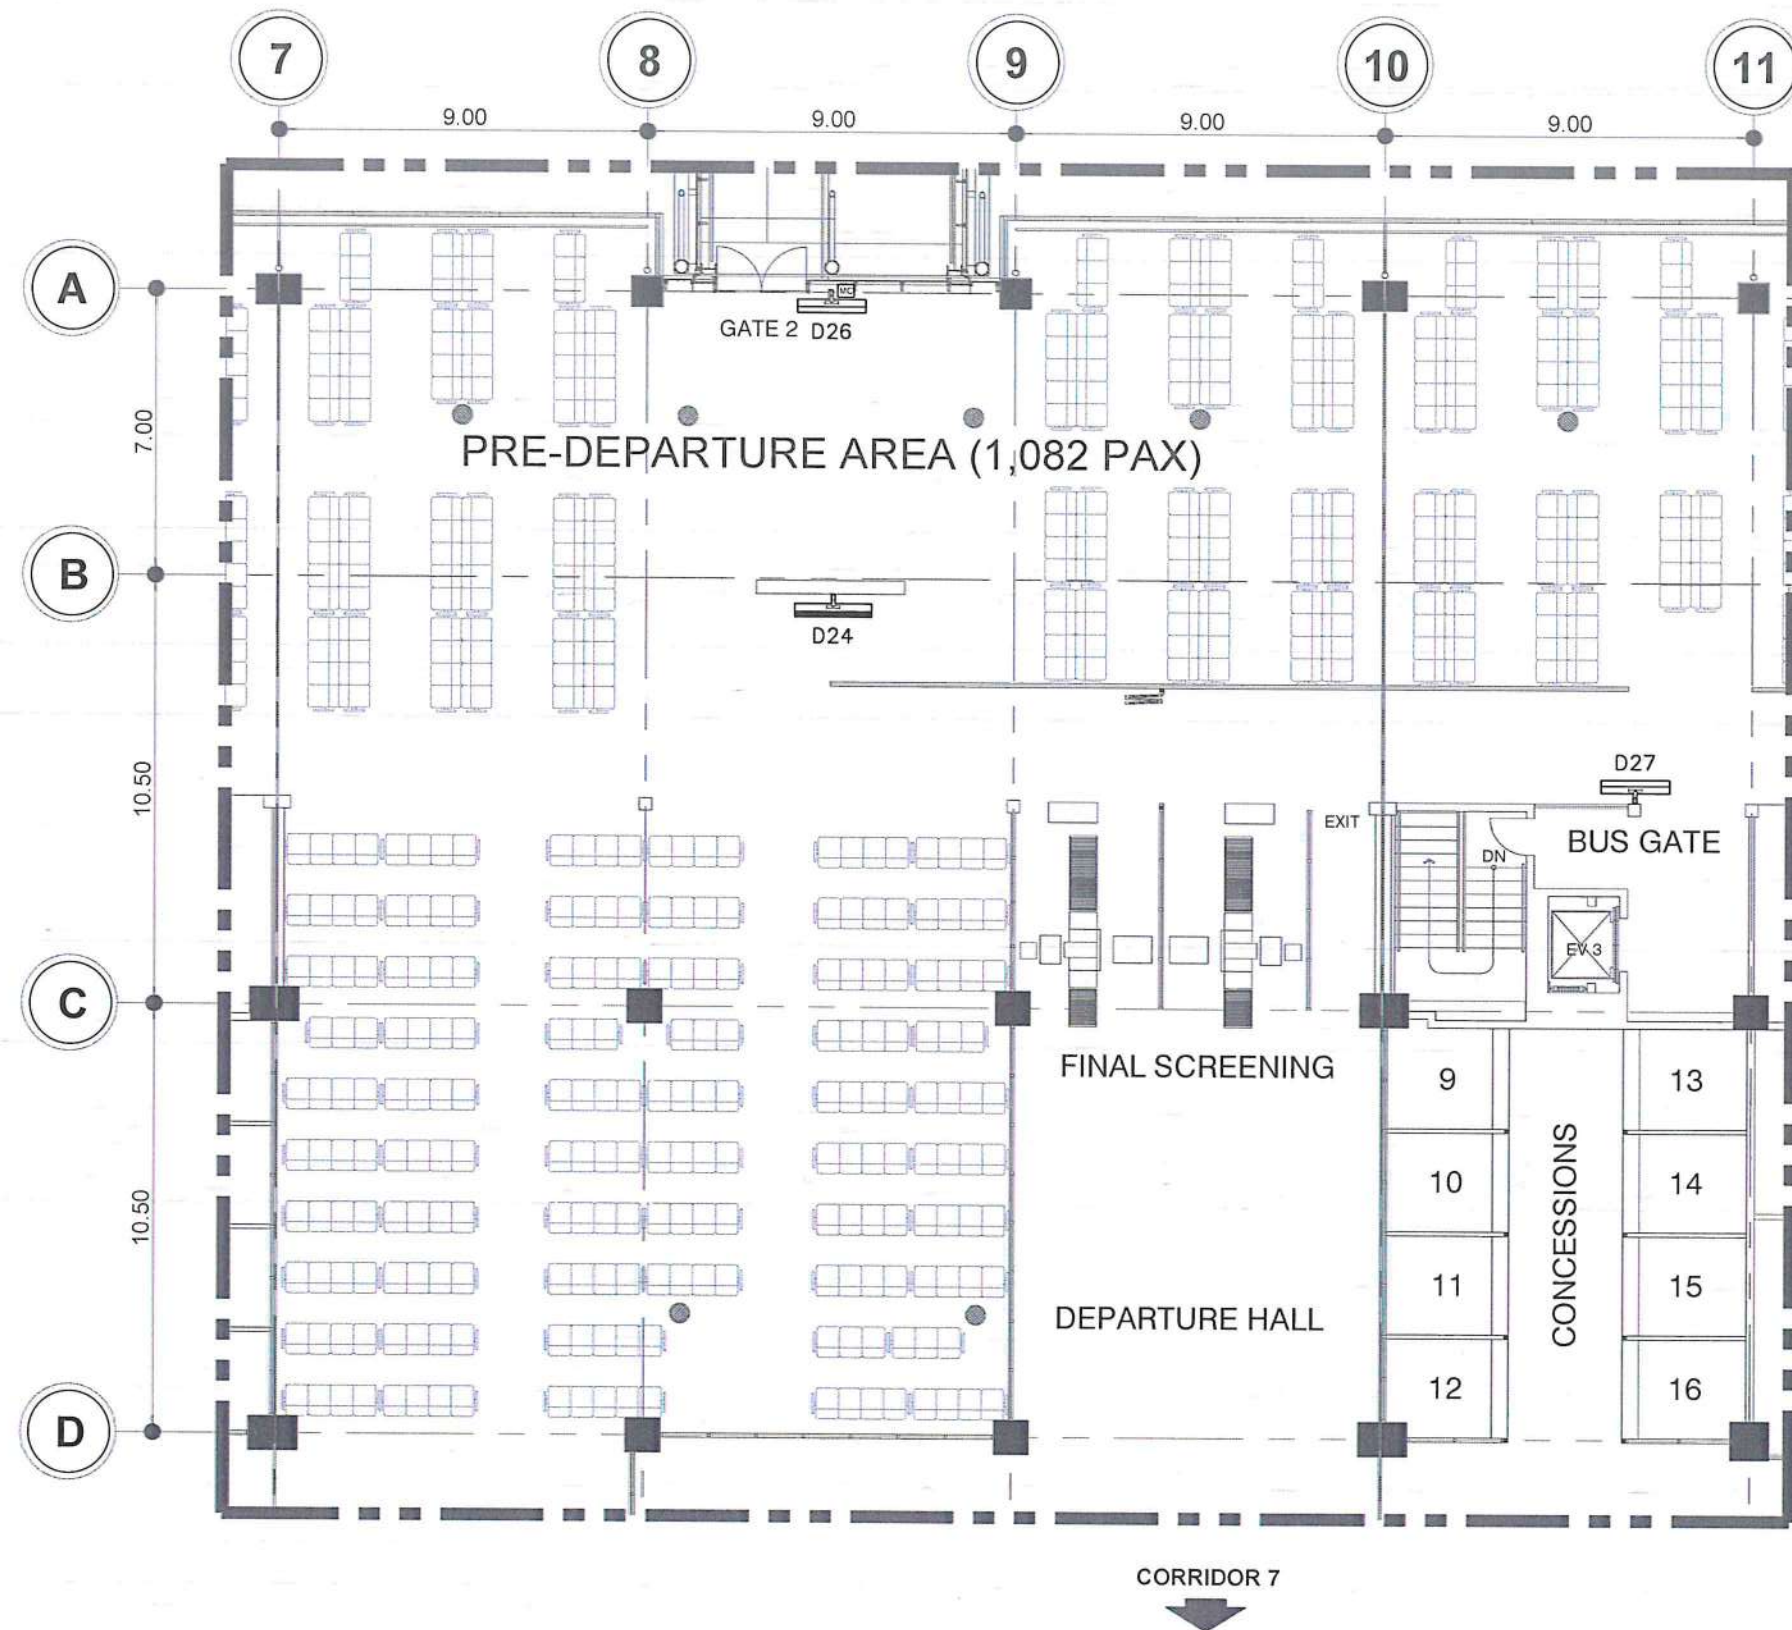 7
8
9
10
11
9.00
9.00
9.00
9.00
A
MC
GATE 2 D26
7.00
PRE-DEPARTURE AREA (1,082 PAX)
B
D24
10.50
D27
EXIT
BUS GATE
DN
EV-3
C
FINAL SCREENING
9
13
CONCESSIONS
10
14
10.50
11
15
DEPARTURE HALL
12
16
D
CORRIDOR 7